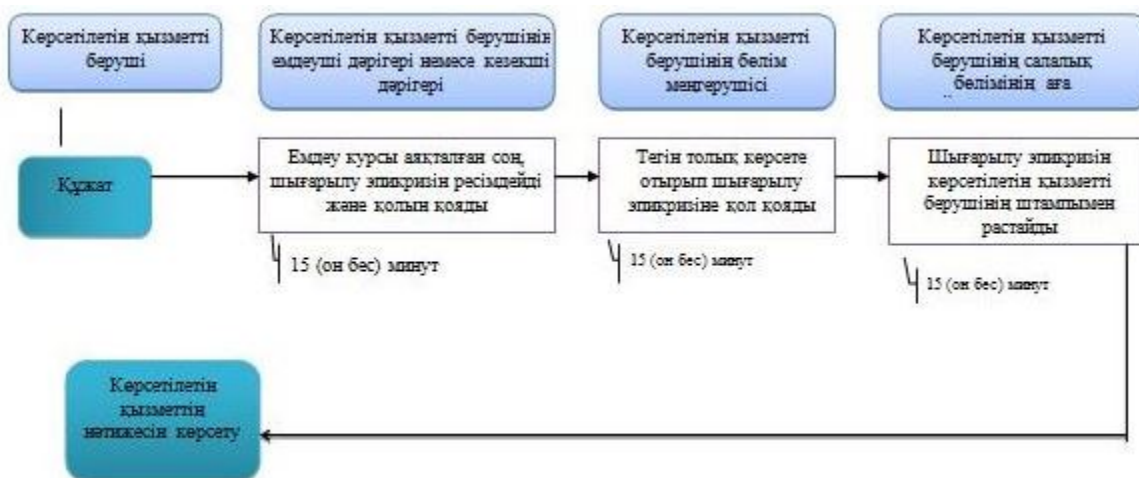 Көрсетілетін қызметті
беруші
Көрсетілетін қызметті берушінің
емдеуші дәрігері немесе кезекші
дәрігері
Көрсетілетін қызметті
берушінің бөлім
меңгерушісі
Көрсетілетін қызметті
берушінің салалық
бөлімінің аға
Құжат
Емдеу курсы аяқталған соң,
шығарылу эпикризін ресімдейді
және қолын қояды
Тегін толық көрсете
отырып шығарылу
эпикризіне қол қояды
Шығарылу эпикризін
көрсетілетін қызметті
берушінің штампымен
растайды
15 (он бес) минут
15 (он бес) минут
15 (он бес) минут
Көрсетілетін
қызметтің
нәтижесін көрсету